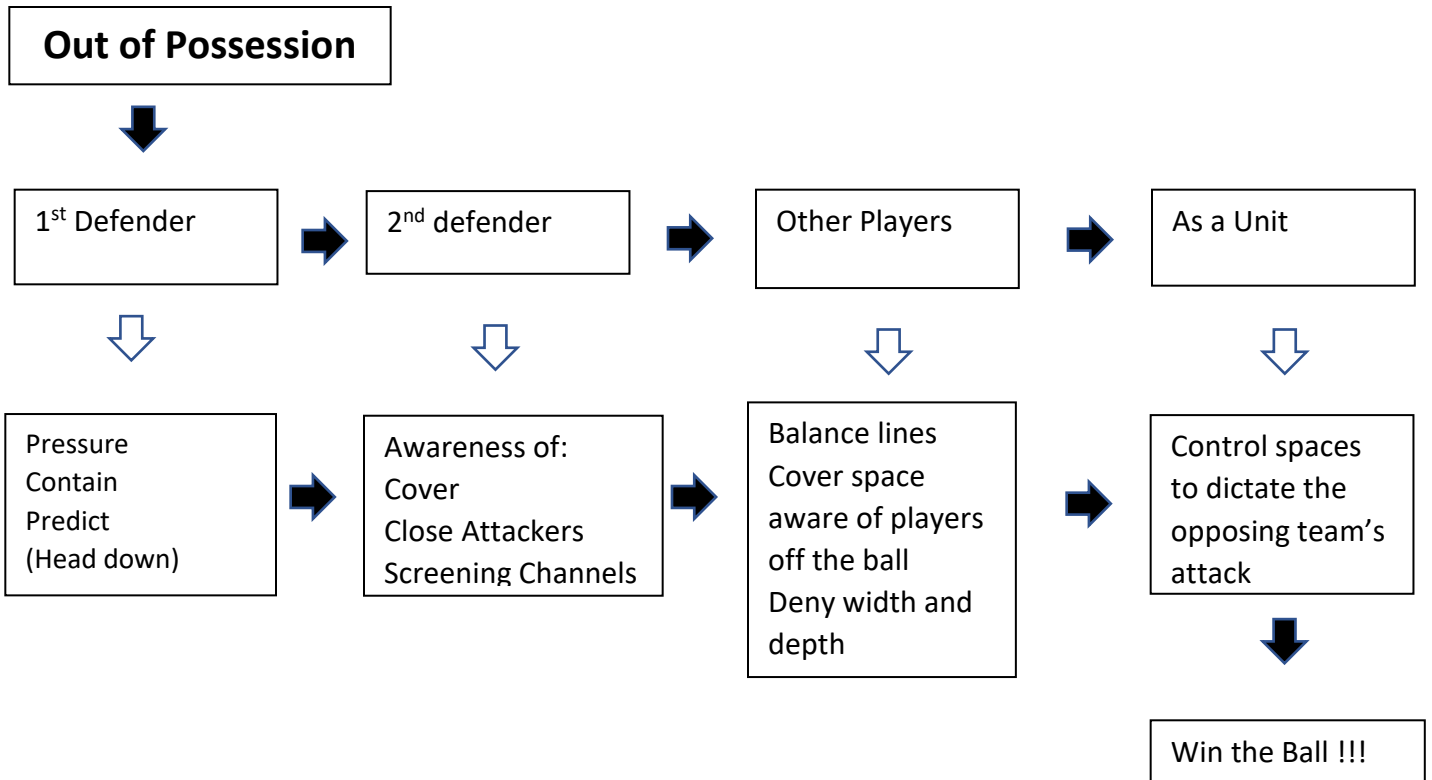 Out of Possession
1st Defender
2nd defender
Other Players
As a Unit
Pressure
Contain
Predict
(Head down)
Awareness of:
Cover
Close Attackers
Screening Channels
Balance lines
Cover space
aware of players
off the ball
Deny width and
depth
Control spaces
to dictate the
opposing team’s
attack
Win the Ball !!!